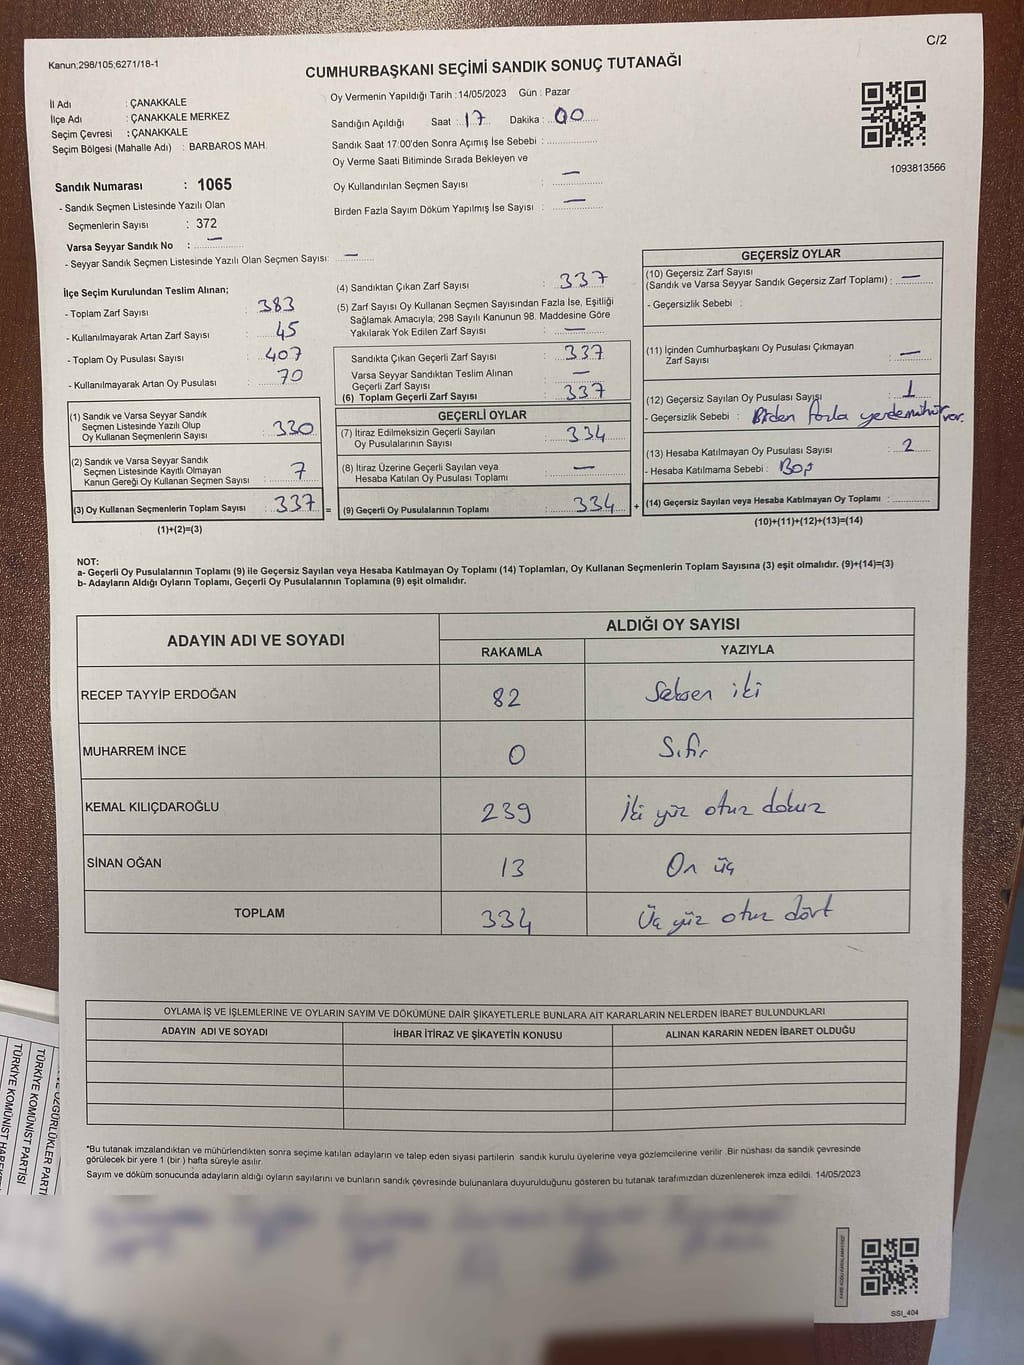 C/2
Kanun;298/105;6271/18-1
CUMHURBAŞKANI SEÇİMİ SANDIK SONUÇ TUTANAĞI
İl Adı : ÇANAKKALE
İlçe Adı : ÇANAKKALE MERKEZ
Seçim Çevresi : ÇANAKKALE
Seçim Bölgesi (Mahalle Adı) : BARBAROS MAH.
Sandık Numarası : 1065
- Sandık Seçmen Listesinde Yazılı Olan
Seçmenlerin Sayısı : 372
Varsa Seyyar Sandık No : —
- Seyyar Sandık Seçmen Listesinde Yazılı Olan Seçmen Sayısı: —
Oy Vermenin Yapıldığı Tarih :14/05/2023 Gün : Pazar
Sandığın Açıldığı Saat : 17 Dakika : 00
Sandık Saat 17:00'den Sonra Açımış İse Sebebi :
Oy Verme Saati Bitiminde Sırada Bekleyen ve
Oy Kullandırılan Seçmen Sayısı : —
Birden Fazla Sayım Döküm Yapılmış İse Sayısı : —
1093813566
İlçe Seçim Kurulundan Teslim Alınan;
- Toplam Zarf Sayısı : 383
- Kullanılmayarak Artan Zarf Sayısı : 45
- Toplam Oy Pusulası Sayısı : 407
- Kullanılmayarak Artan Oy Pusulası : 70
(1) Sandık ve Varsa Seyyar Sandık
Seçmen Listesinde Yazılı Olup
Oy Kullanan Seçmenlerin Sayısı : 330
(2) Sandık ve Varsa Seyyar Sandık
Seçmen Listesinde Kayıtlı Olmayan
Kanun Gereği Oy Kullanan Seçmen Sayısı : 7
(3) Oy Kullanan Seçmenlerin Toplam Sayısı : 337 =
(1)+(2)=(3)
(4) Sandıktan Çıkan Zarf Sayısı : 337
(5) Zarf Sayısı Oy Kullanan Seçmen Sayısından Fazla İse, Eşitliği
Sağlamak Amacıyla; 298 Sayılı Kanunun 98. Maddesine Göre
Yakılarak Yok Edilen Zarf Sayısı : —
Sandıkta Çıkan Geçerli Zarf Sayısı : 337
Varsa Seyyar Sandıktan Teslim Alınan
Geçerli Zarf Sayısı : —
(6) Toplam Geçerli Zarf Sayısı : 337
GEÇERLİ OYLAR
(7) İtiraz Edilmeksizin Geçerli Sayılan
Oy Pusulalarının Sayısı : 334
(8) İtiraz Üzerine Geçerli Sayılan veya
Hesaba Katılan Oy Pusulası Toplamı : —
(9) Geçerli Oy Pusulalarının Toplamı : 334 +
GEÇERSİZ OYLAR
(10) Geçersiz Zarf Sayısı
(Sandık ve Varsa Seyyar Sandık Geçersiz Zarf Toplamı) : —
- Geçersizlik Sebebi :
(11) İçinden Cumhurbaşkanı Oy Pusulası Çıkmayan
Zarf Sayısı : —
(12) Geçersiz Sayılan Oy Pusulası Sayısı : 1
- Geçersizlik Sebebi : Birden fazla yerde mühür var.
(13) Hesaba Katılmayan Oy Pusulası Sayısı : 2
- Hesaba Katılmama Sebebi : Boş
(14) Geçersiz Sayılan veya Hesaba Katılmayan Oy Toplamı :
(10)+(11)+(12)+(13)=(14)
NOT:
a- Geçerli Oy Pusulalarının Toplamı (9) ile Geçersiz Sayılan veya Hesaba Katılmayan Oy Toplamı (14) Toplamları, Oy Kullanan Seçmenlerin Toplam Sayısına (3) eşit olmalıdır. (9)+(14)=(3)
b- Adayların Aldığı Oyların Toplamı, Geçerli Oy Pusulalarının Toplamına (9) eşit olmalıdır.
ADAYIN ADI VE SOYADI ALDIĞI OY SAYISI
RAKAMLA YAZIYLA
RECEP TAYYİP ERDOĞAN 82 Seksen iki
MUHARREM İNCE 0 Sıfır
KEMAL KILIÇDAROĞLU 239 İki yüz otuz dokuz
SİNAN OĞAN 13 On üç
TOPLAM 334 Üç yüz otuz dört
OYLAMA İŞ VE İŞLEMLERİNE VE OYLARIN SAYIM VE DÖKÜMÜNE DAİR ŞİKAYETLERLE BUNLARA AİT KARARLARIN NELERDEN İBARET BULUNDUKLARI
ADAYIN ADI VE SOYADI İHBAR İTİRAZ VE ŞİKAYETİN KONUSU ALINAN KARARIN NEDEN İBARET OLDUĞU
"Bu tutanak imzalandıktan ve mühürlendikten sonra seçime katılan adayların ve talep eden siyasi partilerin sandık kurulu üyelerine veya gözlemcilerine verilir .Bir nüshası da sandık çevresinde
görülecek bir yere 1 (bir ) hafta süreyle asılır.
Sayım ve döküm sonucunda adayların aldığı oyların sayılarını ve bunların sandık çevresinde bulunanlara duyurulduğunu gösteren bu tutanak tarafımızdan düzenlenerek imza edildi. 14/05/2023
SSI_404
TÜRKİYE KOMÜNİST
TÜRKİYE KOMÜNİST PARTİSİ
ÖZGÜRLÜKLER PARTİ